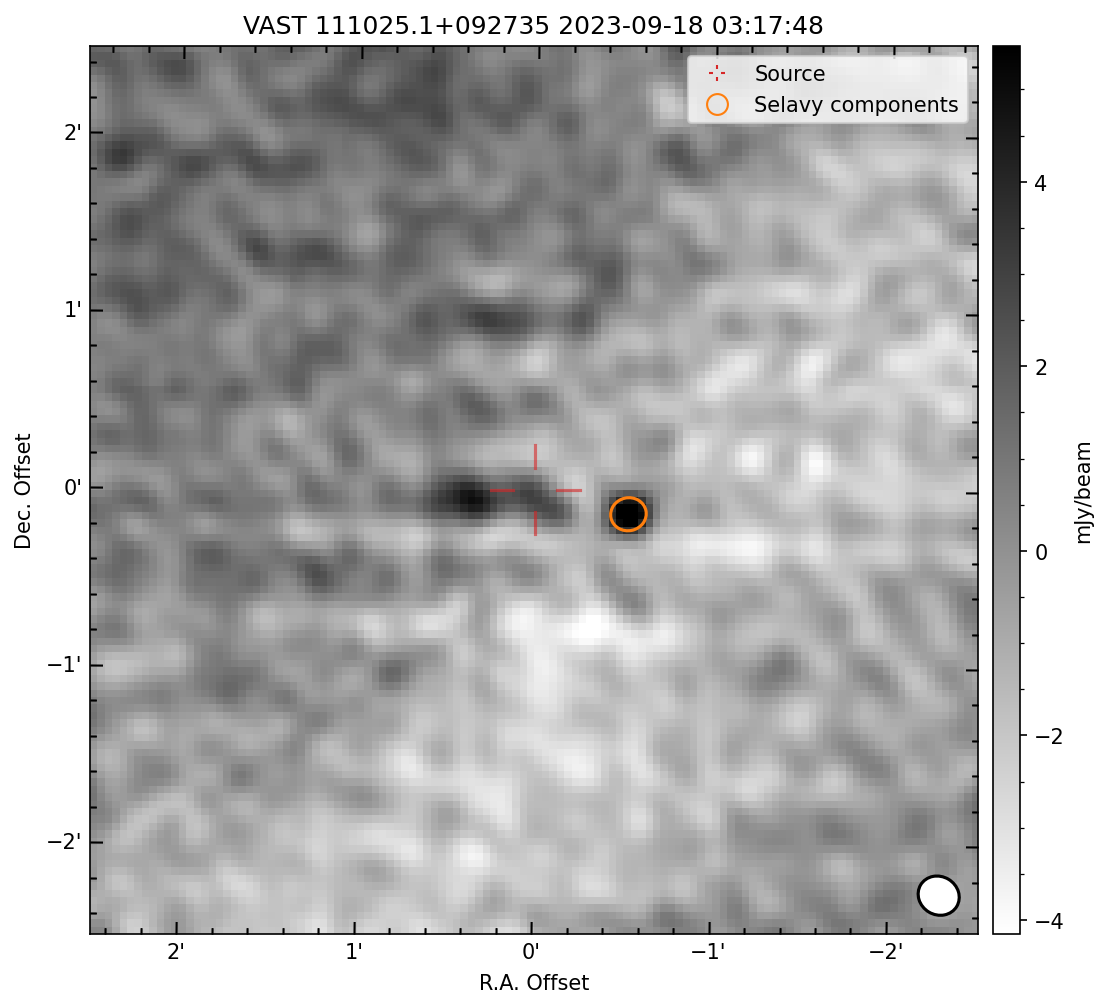 VAST 111025.1+092735 2023-09-18 03:17:48
Source
Selavy components
2'
1'
0'
−1'
−2'
Dec. Offset
2'
1'
0'
−1'
−2'
R.A. Offset
4
2
0
−2
−4
mJy/beam